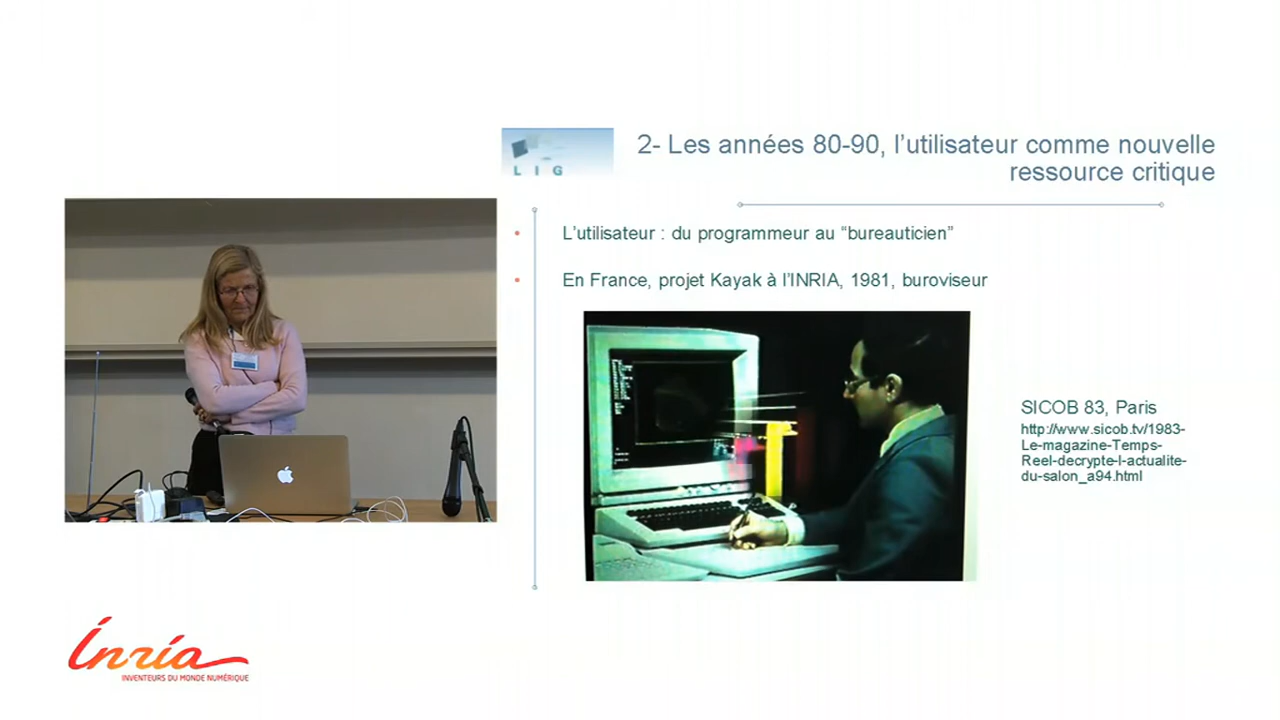 L I G
2- Les années 80-90, l’utilisateur comme nouvelle
ressource critique
• L’utilisateur : du programmeur au “bureauticien”
• En France, projet Kayak à l’INRIA, 1981, buroviseur
SICOB 83, Paris
http://www.sicob.tv/1983-
Le-magazine-Temps-
Reel-decrypte-l-actualite-
du-salon_a94.html
Inria
INVENTEURS DU MONDE NUMÉRIQUE